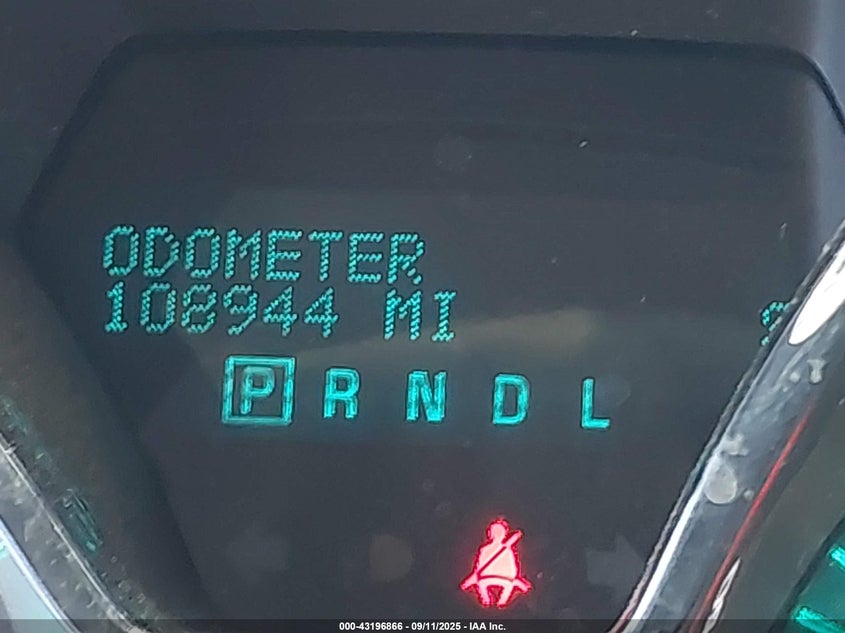 ODOMETER
108944 MI
P R N D L
000-43196866 - 09/11/2025 - IAA Inc.